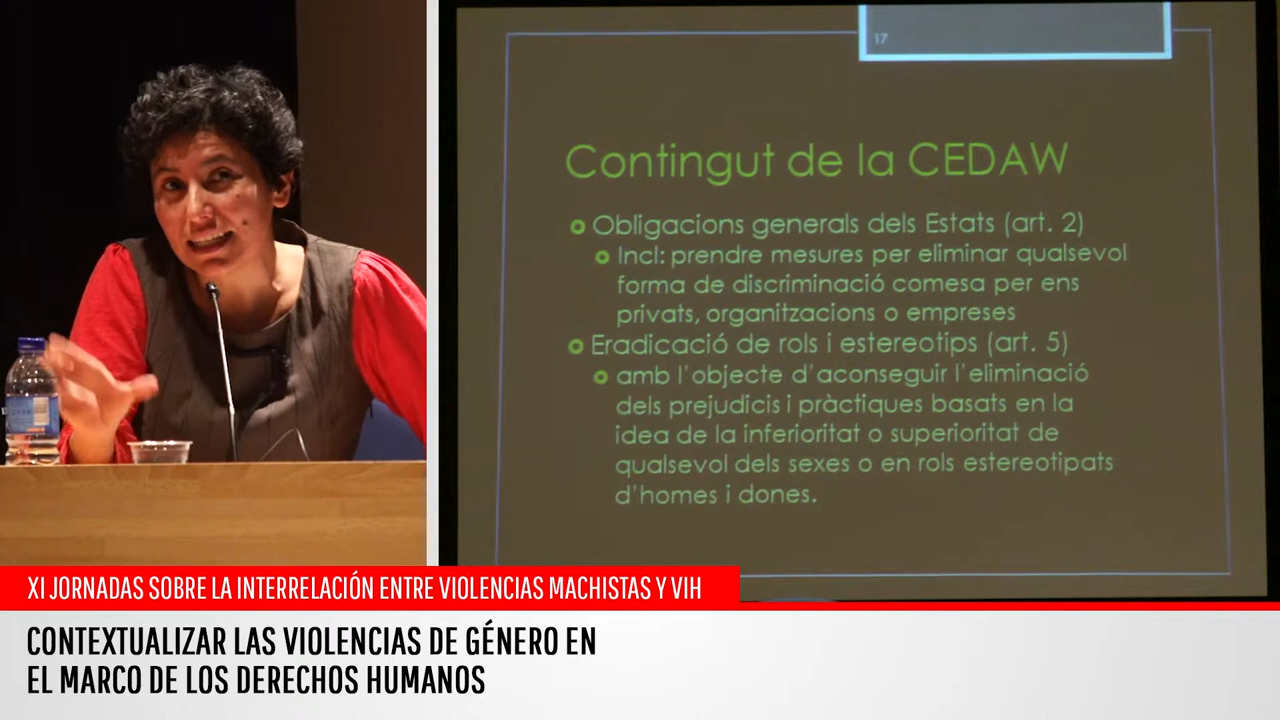 17
Contingut de la CEDAW
Obligacions generals dels Estats (art. 2)
Incl: prendre mesures per eliminar qualsevol
forma de discriminació comesa per ens
privats, organitzacions o empreses
Eradicació de rols i estereotips (art. 5)
amb l'objecte d'aconseguir l'eliminació
dels prejudicis i pràctiques basats en la
idea de la inferioritat o superioritat de
qualsevol dels sexes o en rols estereotipats
d'homes i dones.
XI JORNADAS SOBRE LA INTERRELACIÓN ENTRE VIOLENCIAS MACHISTAS Y VIH
CONTEXTUALIZAR LAS VIOLENCIAS DE GÉNERO EN
EL MARCO DE LOS DERECHOS HUMANOS